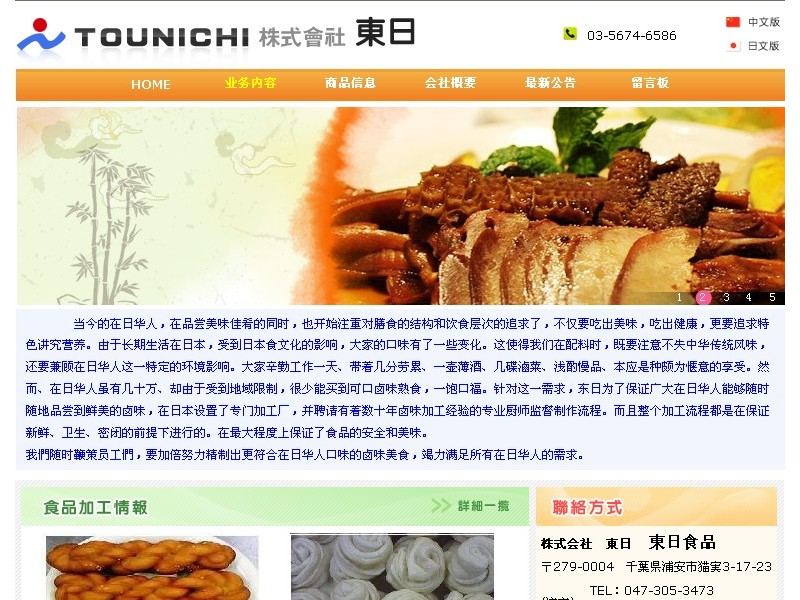 TOUNICHI 株式會社 東日
03-5674-6586
中文版
日文版
HOME 业务内容 商品信息 会社概要 最新公告 留言板
1 2 3 4 5
当今的在日华人，在品尝美味佳肴的同时，也开始注重对膳食的结构和饮食层次的追求了，不仅要吃出美味，吃出健康，更要追求特
色讲究营养。由于长期生活在日本，受到日本食文化的影响，大家的口味有了一些变化。这使得我们在配料时，既要注意不失中华传统风味，
还要兼顾在日华人这一特定的环境影响。大家辛勤工作一天、带着几分劳累、一壶薄酒、几碟滷菜、浅酌慢品、本应是种颇为惬意的享受。然
而、在日华人虽有几十万、却由于受到地域限制，很少能买到可口卤味熟食，一饱口福。针对这一需求，东日为了保证广大在日华人能够随时
随地品尝到鲜美的卤味，在日本设置了专门加工厂，并聘请有着数十年卤味加工经验的专业厨师监督制作流程。而且整个加工流程都是在保证
新鲜、卫生、密闭的前提下进行的。在最大程度上保证了食品的安全和美味。
我們随时鞭策员工們，要加倍努力精制出更符合在日华人口味的卤味美食，竭力满足所有在日华人的需求。
食品加工情報 詳細一覽
聯絡方式
株式会社 東日 東日食品
〒279-0004 千葉県浦安市猫実3-17-23
TEL：047-305-3473